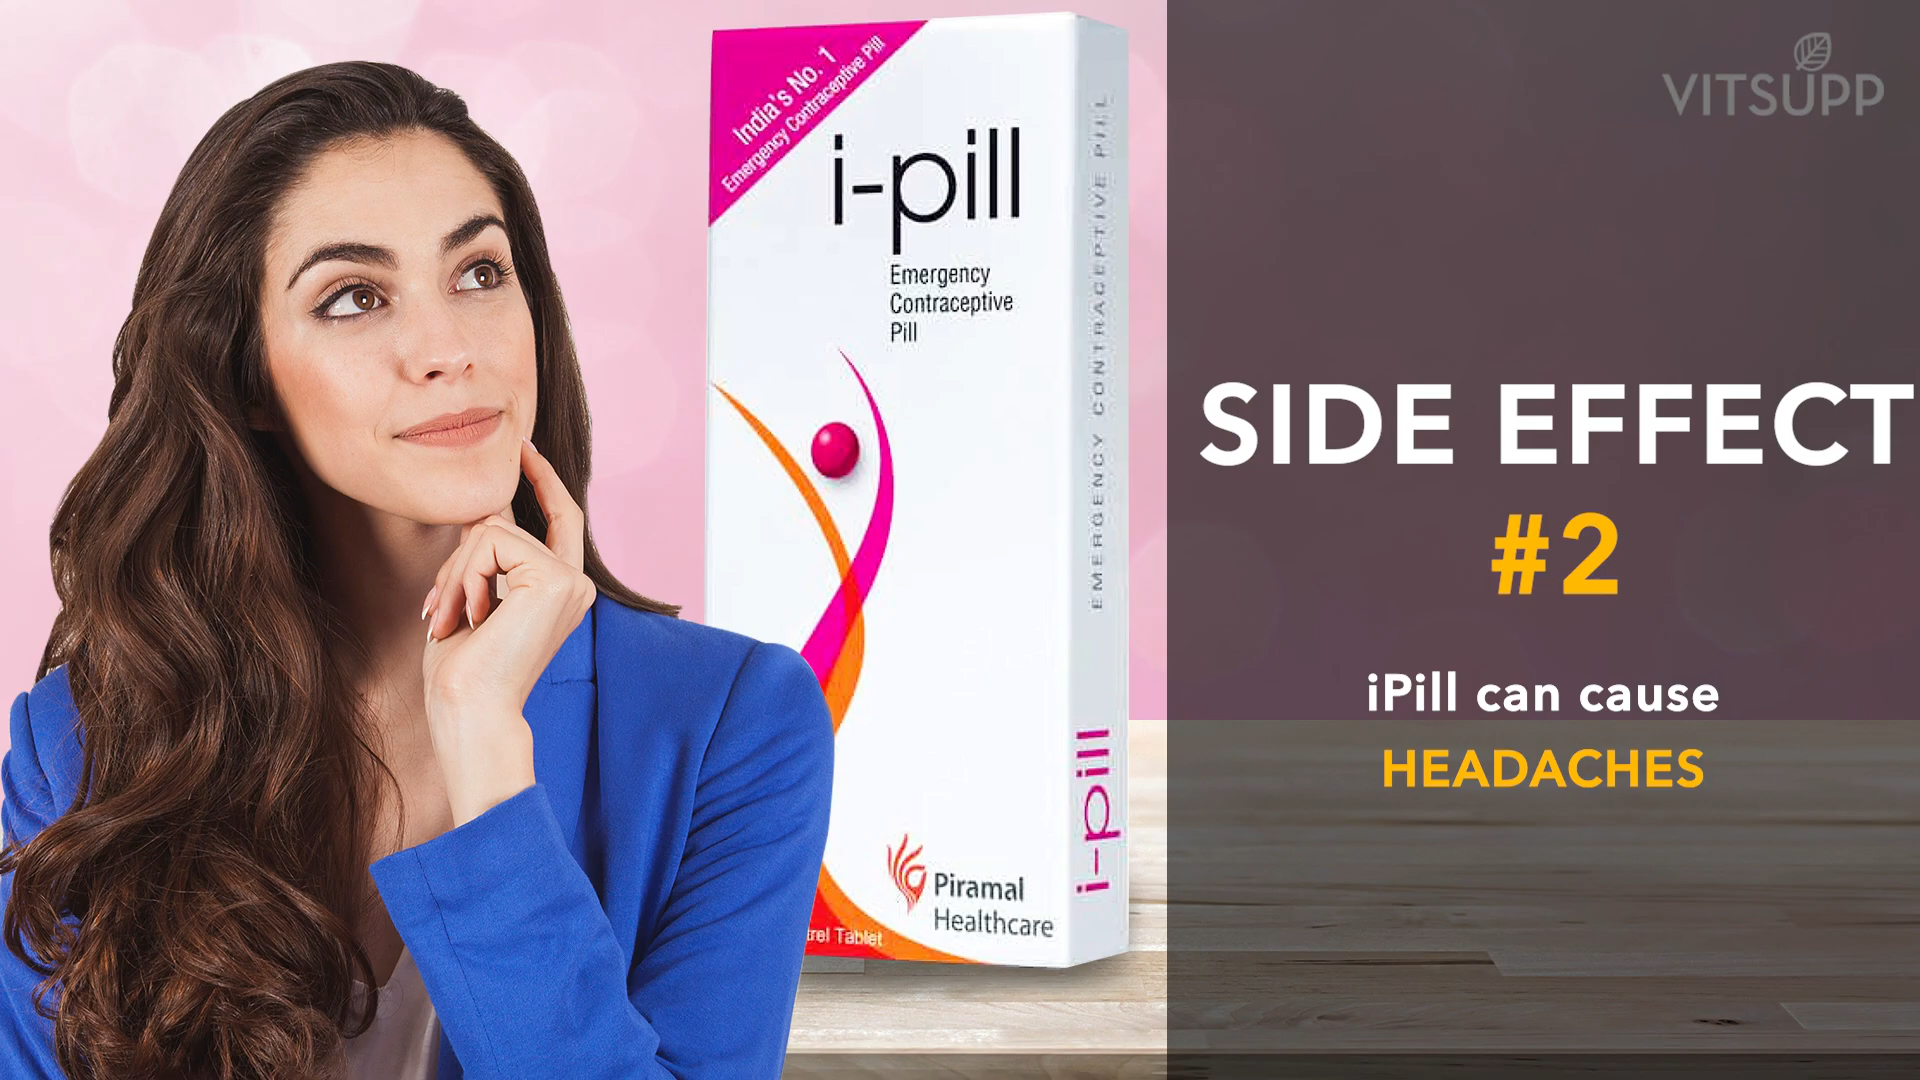 India's No. 1
Emergency Contraceptive Pill
i-pill
Emergency
Contraceptive
Pill
EMERGENCY CONTRACEPTIVE PILL
i-pill
Piramal
Healthcare
Tablet
VITSUPP
SIDE EFFECT
#2
iPill can cause
HEADACHES